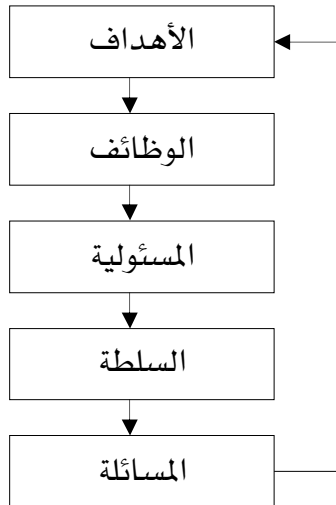 الأهداف
الوظائف
المسئولية
السلطة
المسائلة